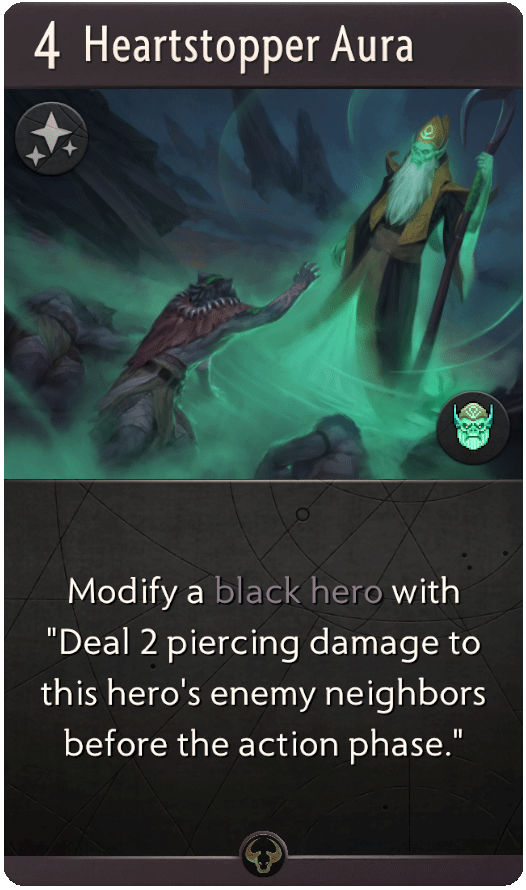 4 Heartstopper Aura
Modify a black hero with
"Deal 2 piercing damage to
this hero's enemy neighbors
before the action phase."